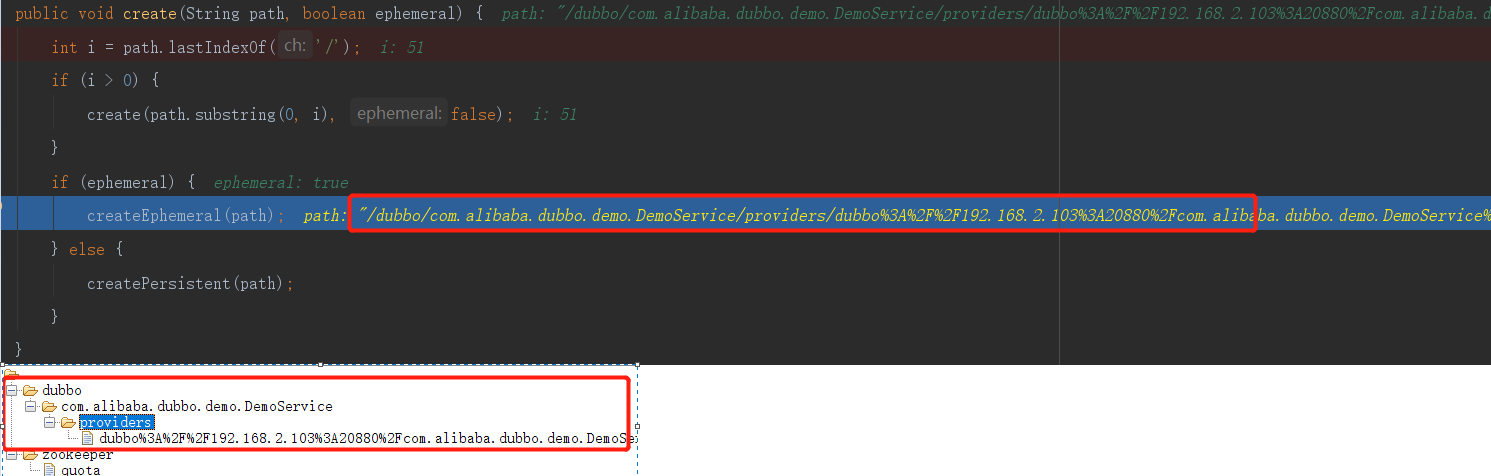 public void create(String path, boolean ephemeral) { path: "/dubbo/com.alibaba.dubbo.demo.DemoService/providers/dubbo%3A%2F%2F192.168.2.103%3A20880%2Fcom.alibaba.d
int i = path.lastIndexOf( ch: '/'); i: 51
if (i > 0) {
create(path.substring(0, i), ephemeral: false); i: 51
}
if (ephemeral) { ephemeral: true
createEphemeral(path); path: "/dubbo/com.alibaba.dubbo.demo.DemoService/providers/dubbo%3A%2F%2F192.168.2.103%3A20880%2Fcom.alibaba.dubbo.demo.DemoService%
} else {
createPersistent(path);
}
}
dubbo
com.alibaba.dubbo.demo.DemoService
providers
dubbo%3A%2F%2F192.168.2.103%3A20880%2Fcom.alibaba.dubbo.demo.DemoSe
zookeeper
quota